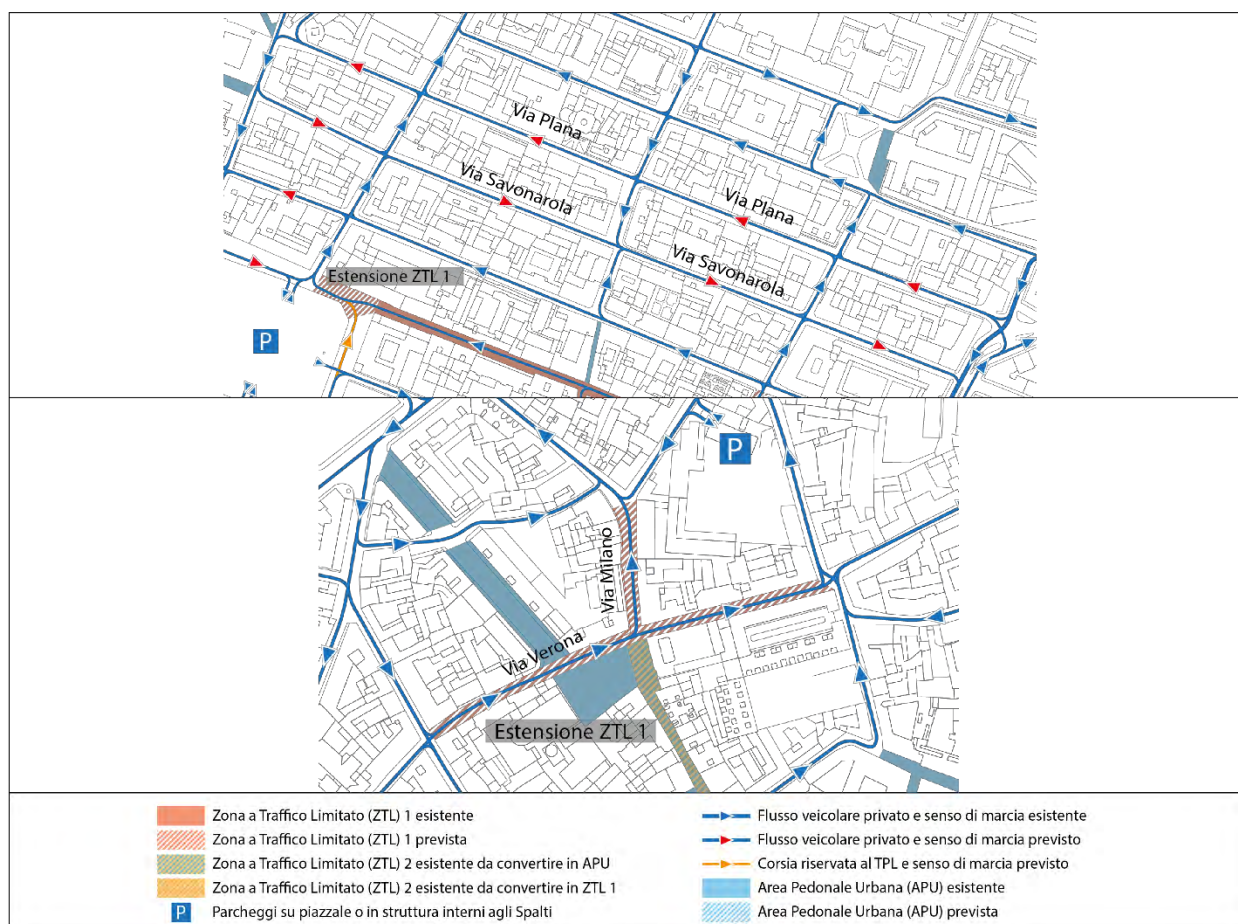 Via Plana
Via Savonarola
Via Plana
Via Savonarola
Estensione ZTL 1
P
P
Via Milano
Via Verona
Estensione ZTL 1
Zona a Traffico Limitato (ZTL) 1 esistente
Zona a Traffico Limitato (ZTL) 1 prevista
Zona a Traffico Limitato (ZTL) 2 esistente da convertire in APU
Zona a Traffico Limitato (ZTL) 2 esistente da convertire in ZTL 1
P Parcheggi su piazzale o in struttura interni agli Spalti
Flusso veicolare privato e senso di marcia esistente
Flusso veicolare privato e senso di marcia previsto
Corsia riservata al TPL e senso di marcia previsto
Area Pedonale Urbana (APU) esistente
Area Pedonale Urbana (APU) prevista